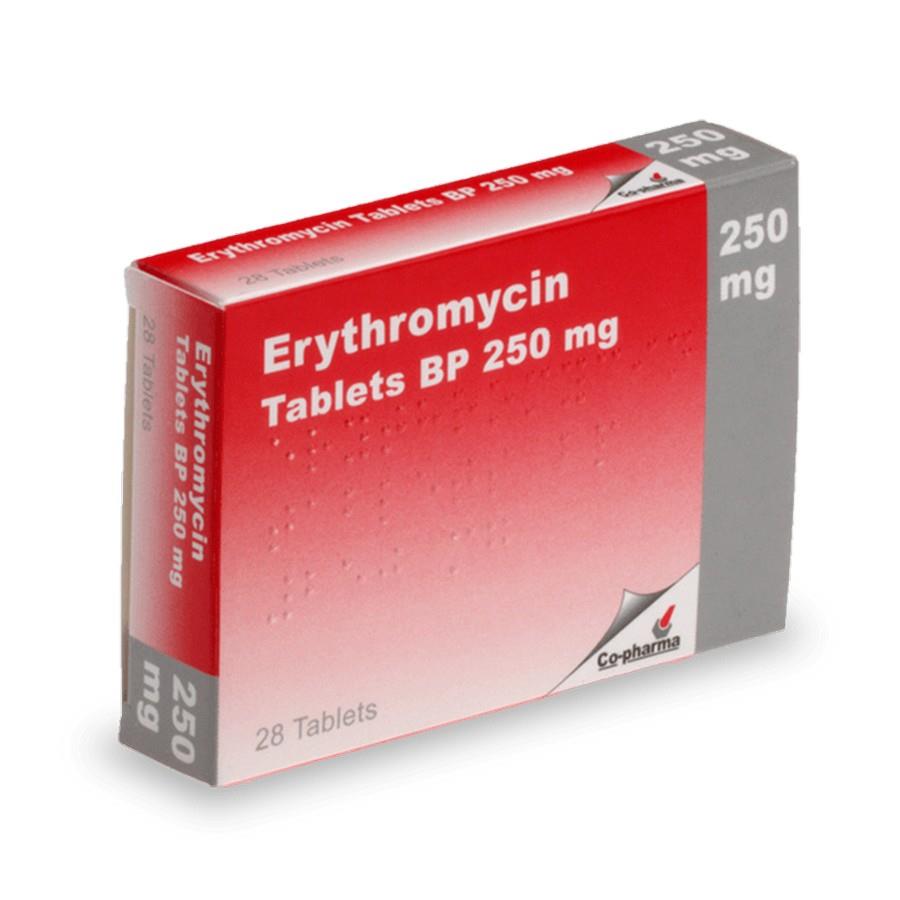 Erythromycin Tablets BP 250 mg
28 Tablets
Co-pharma
250
mg
250
mg
Erythromycin
Tablets BP 250 mg
28 Tablets
Co-pharma
Erythromycin
Tablets BP 250 mg
28 Tablets
250
mg